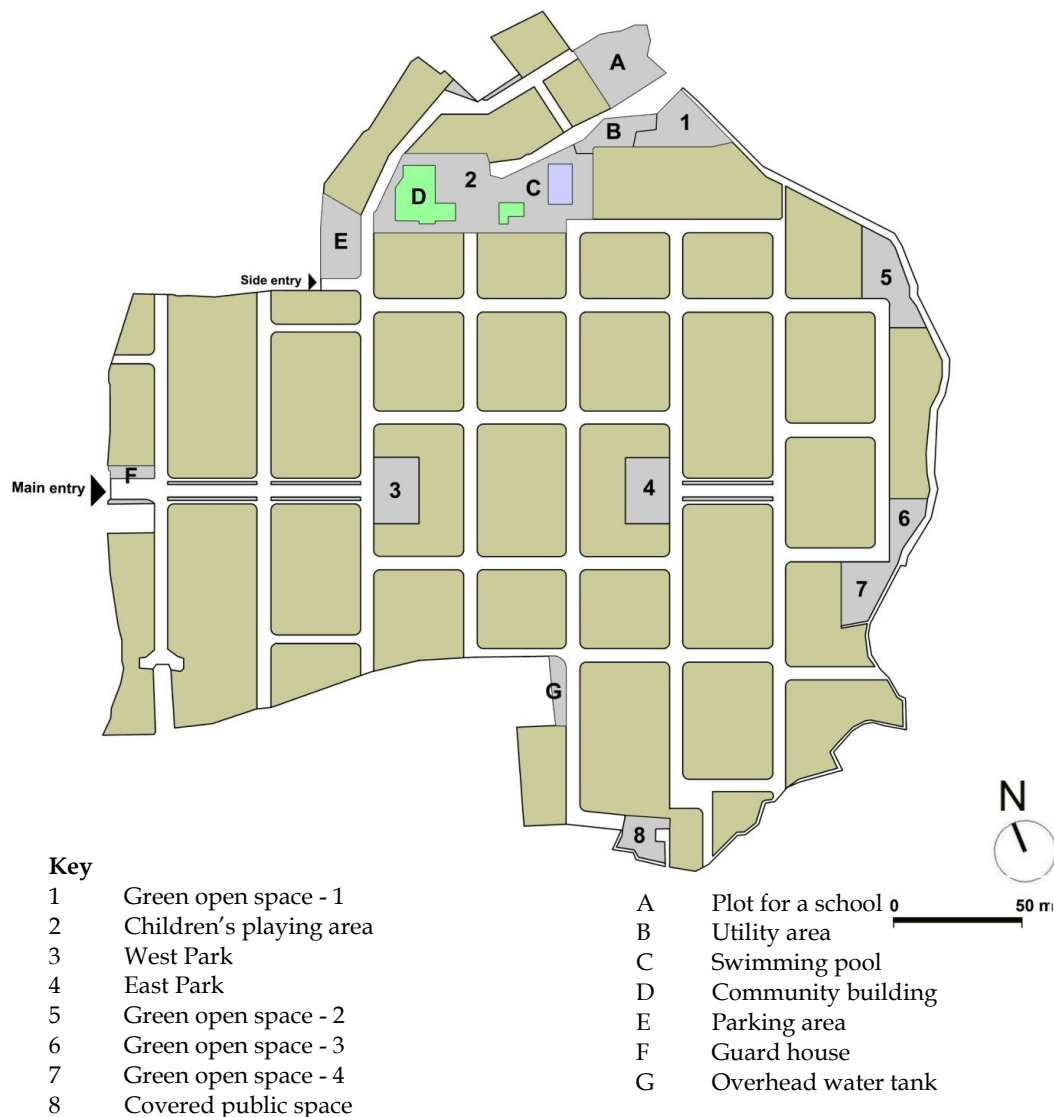 A
B
1
2
C
D
E
Side entry
5
F
Main entry
3
4
6
7
G
8
N
0 50 m
Key
1 Green open space - 1
2 Children's playing area
3 West Park
4 East Park
5 Green open space - 2
6 Green open space - 3
7 Green open space - 4
8 Covered public space
A Plot for a school
B Utility area
C Swimming pool
D Community building
E Parking area
F Guard house
G Overhead water tank